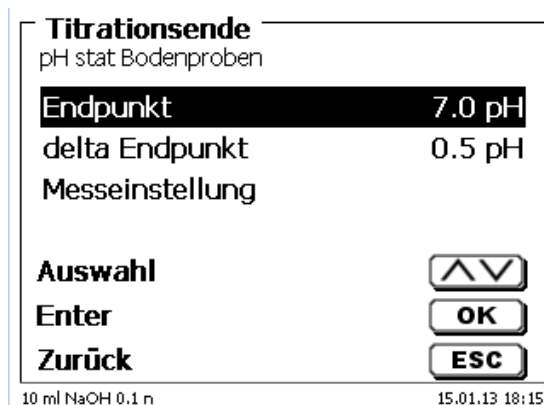 Titrationsende
pH stat Bodenproben
Endpunkt 7.0 pH
delta Endpunkt 0.5 pH
Messeinstellung
Auswahl
Enter OK
Zurück ESC
10 ml NaOH 0.1 n 15.01.13 18:15